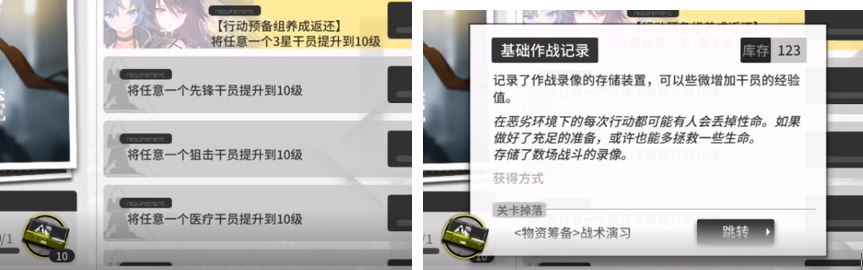 requirement.
【行动预备组养成返还】
将任意一个3星干员提升到10级
requirement.
将任意一个先锋干员提升到10级
requirement.
将任意一个狙击干员提升到10级
requirement.
将任意一个医疗干员提升到10级
/1
10
基础作战记录
库存 123
记录了作战录像的存储装置，可以些微增加干员的经验
值。
在恶劣环境下的每次行动都可能有人会丢掉性命。如果
做好了充足的准备，或许也能多拯救一些生命。
存储了数场战斗的录像。
获得方式
关卡掉落
<物资筹备>战术演习
跳转
/1
10